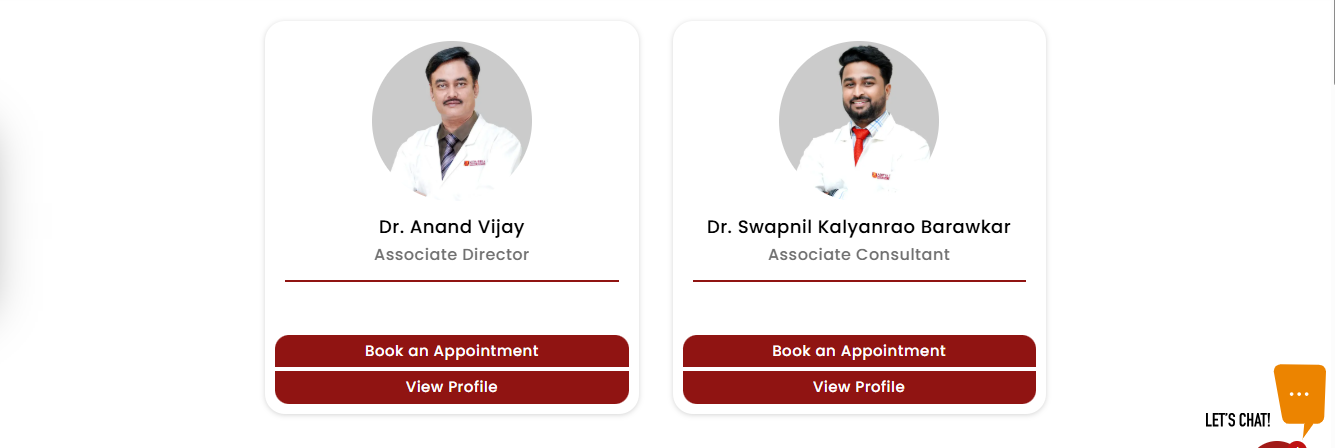 Dr. Anand Vijay
Associate Director
Book an Appointment
View Profile
Dr. Swapnil Kalyanrao Barawkar
Associate Consultant
Book an Appointment
View Profile
LET'S CHAT!